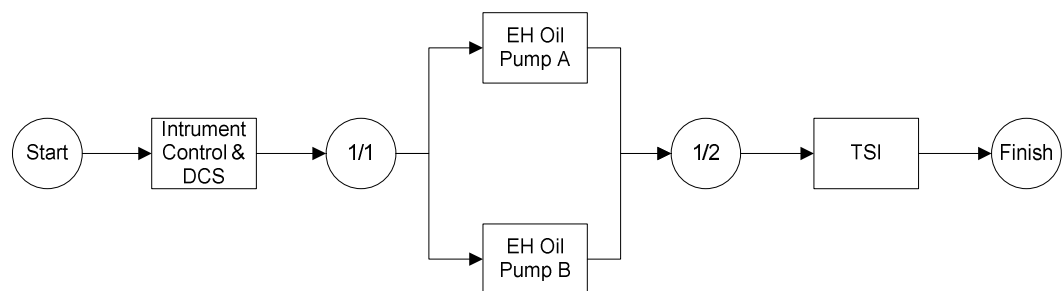 Start
Intrument
Control &
DCS
1/1
EH Oil
Pump A
EH Oil
Pump B
1/2
TSI
Finish